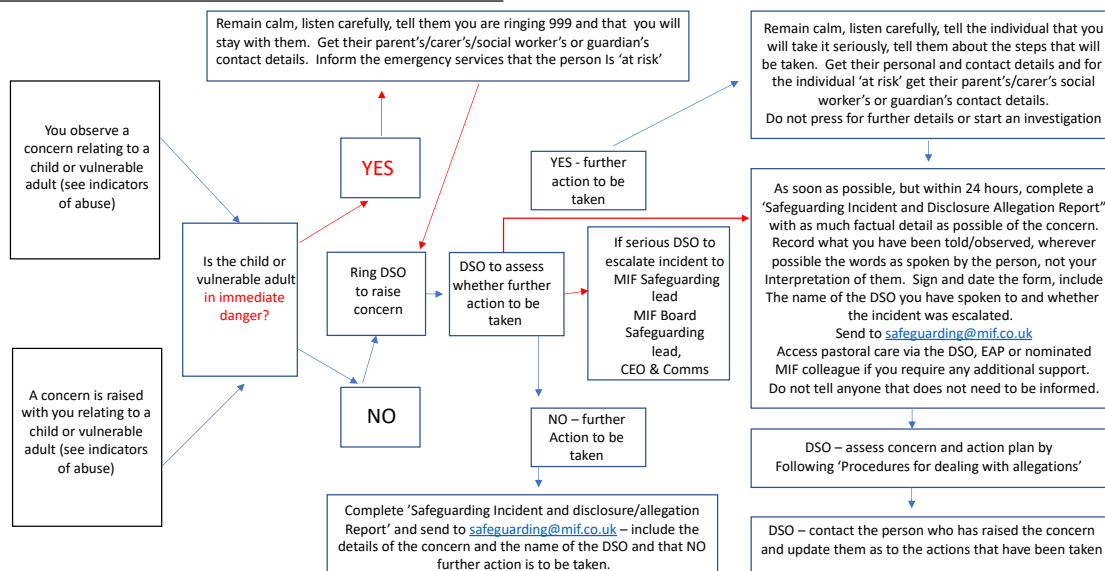 Remain calm, listen carefully, tell them you are ringing 999 and that you will
stay with them. Get their parent's/carer's/social worker's or guardian's
contact details. Inform the emergency services that the person Is 'at risk'
Remain calm, listen carefully, tell the individual that you
will take it seriously, tell them about the steps that will
be taken. Get their personal and contact details and for
the individual 'at risk' get their parent's/carer's social
worker's or guardian's contact details.
Do not press for further details or start an investigation
You observe a
concern relating to a
child or vulnerable
adult (see indicators
of abuse)
YES
YES - further
action to be
taken
Is the child or
vulnerable adult
in immediate
danger?
Ring DSO
to raise
concern
DSO to assess
whether further
action to be
taken
If serious DSO to
escalate incident to
MIF Safeguarding
lead
MIF Board
Safeguarding
lead,
CEO & Comms
As soon as possible, but within 24 hours, complete a
'Safeguarding Incident and Disclosure Allegation Report"
with as much factual detail as possible of the concern.
Record what you have been told/observed, wherever
possible the words as spoken by the person, not your
Interpretation of them. Sign and date the form, include
The name of the DSO you have spoken to and whether
the incident was escalated.
Send to safeguarding@mif.co.uk
Access pastoral care via the DSO, EAP or nominated
MIF colleague if you require any additional support.
Do not tell anyone that does not need to be informed.
A concern is raised
with you relating to a
child or vulnerable
adult (see indicators
of abuse)
NO
NO – further
Action to be
taken
DSO – assess concern and action plan by
Following 'Procedures for dealing with allegations'
Complete 'Safeguarding Incident and disclosure/allegation
Report' and send to safeguarding@mif.co.uk – include the
details of the concern and the name of the DSO and that NO
further action is to be taken.
DSO – contact the person who has raised the concern
and update them as to the actions that have been taken